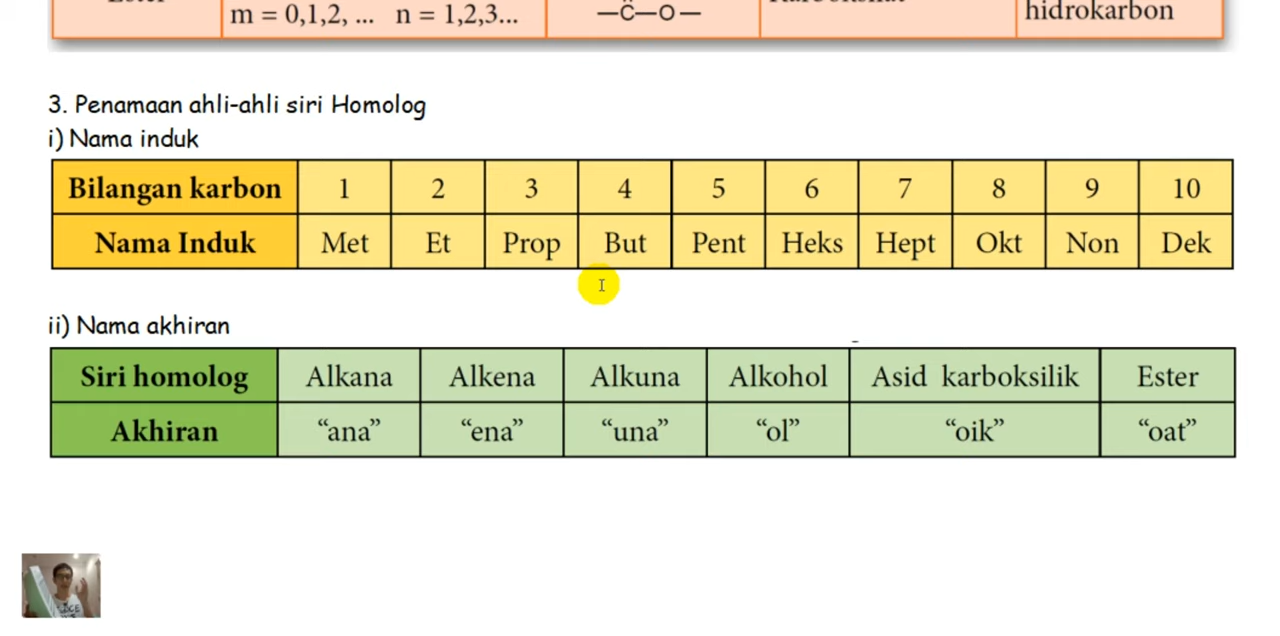 m = 0,1,2, ... n = 1,2,3...
—C—O—
hidrokarbon
3. Penamaan ahli-ahli siri Homolog
i) Nama induk
Bilangan karbon 1 2 3 4 5 6 7 8 9 10
Nama Induk Met Et Prop But Pent Heks Hept Okt Non Dek
ii) Nama akhiran
Siri homolog Alkana Alkena Alkuna Alkohol Asid karboksilik Ester
Akhiran “ana” “ena” “una” “ol” “oik” “oat”